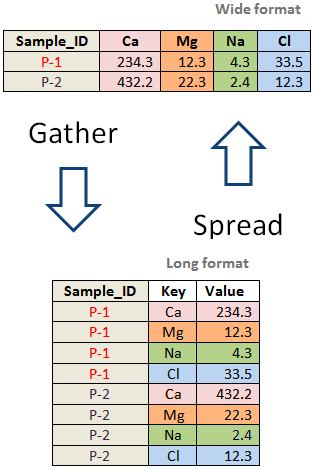 Wide format
Sample_ID Ca Mg Na Cl
P-1 234.3 12.3 4.3 33.5
P-2 432.2 22.3 2.4 12.3
Gather
Spread
Long format
Sample_ID Key Value
P-1 Ca 234.3
P-1 Mg 12.3
P-1 Na 4.3
P-1 Cl 33.5
P-2 Ca 432.2
P-2 Mg 22.3
P-2 Na 2.4
P-2 Cl 12.3